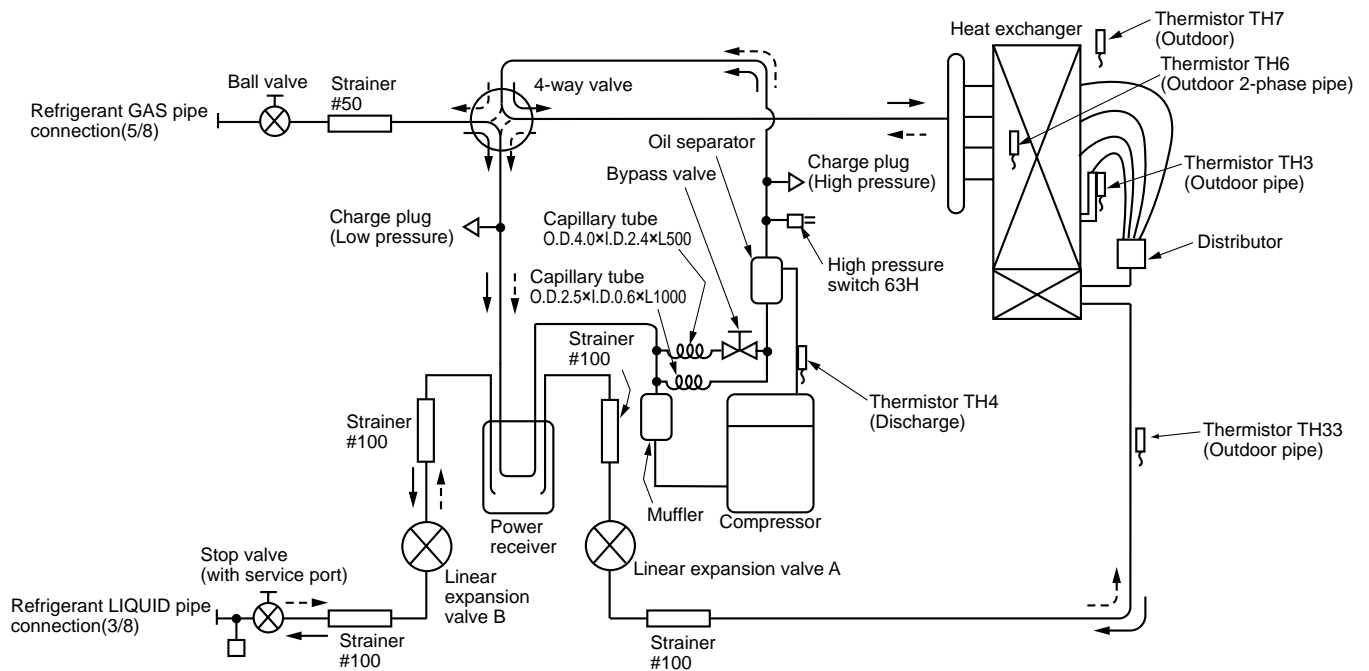 Heat exchanger
Thermistor TH7
(Outdoor)
Thermistor TH6
(Outdoor 2-phase pipe)
Ball valve
Strainer
#50
4-way valve
Refrigerant GAS pipe
connection(5/8)
Oil separator
Bypass valve
Charge plug
(High pressure)
Thermistor TH3
(Outdoor pipe)
Charge plug
(Low pressure)
Capillary tube
O.D.4.0×I.D.2.4×L500
Distributor
High pressure
switch 63H
Capillary tube
O.D.2.5×I.D.0.6×L1000
Strainer
#100
Thermistor TH4
(Discharge)
Strainer
#100
Thermistor TH33
(Outdoor pipe)
Muffler
Compressor
Power
receiver
Stop valve
(with service port)
Linear
expansion
valve B
Linear expansion valve A
Refrigerant LIQUID pipe
connection(3/8)
Strainer
#100
Strainer
#100